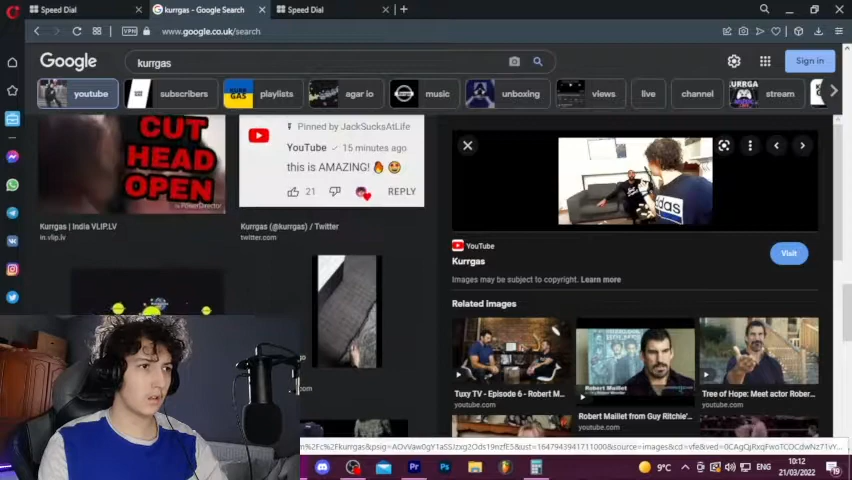 Speed Dial
kurrgas - Google Search
Speed Dial
VPN
www.google.co.uk/search
Google
kurrgas
Sign in
youtube
subscribers
playlists
agar io
music
unboxing
views
live
channel
stream
CUT
HEAD
OPEN
PowerDirector
Pinned by JackSucksAtLife
YouTube ✓ 15 minutes ago
this is AMAZING! 🔥 😍
21
REPLY
Kurrgas | India VLIP.LV
in.vlip.lv
Kurrgas (@kurrgas) / Twitter
twitter.com
adidas
YouTube
Kurrgas
Visit
Images may be subject to copyright. Learn more
Related images
Tuxy TV - Episode 6 - Robert M...
youtube.com
Robert Maillet from Guy Ritchie'...
youtube.com
Tree of Hope: Meet actor Rober...
youtube.com
9°C
ENG
10:12
21/03/2022